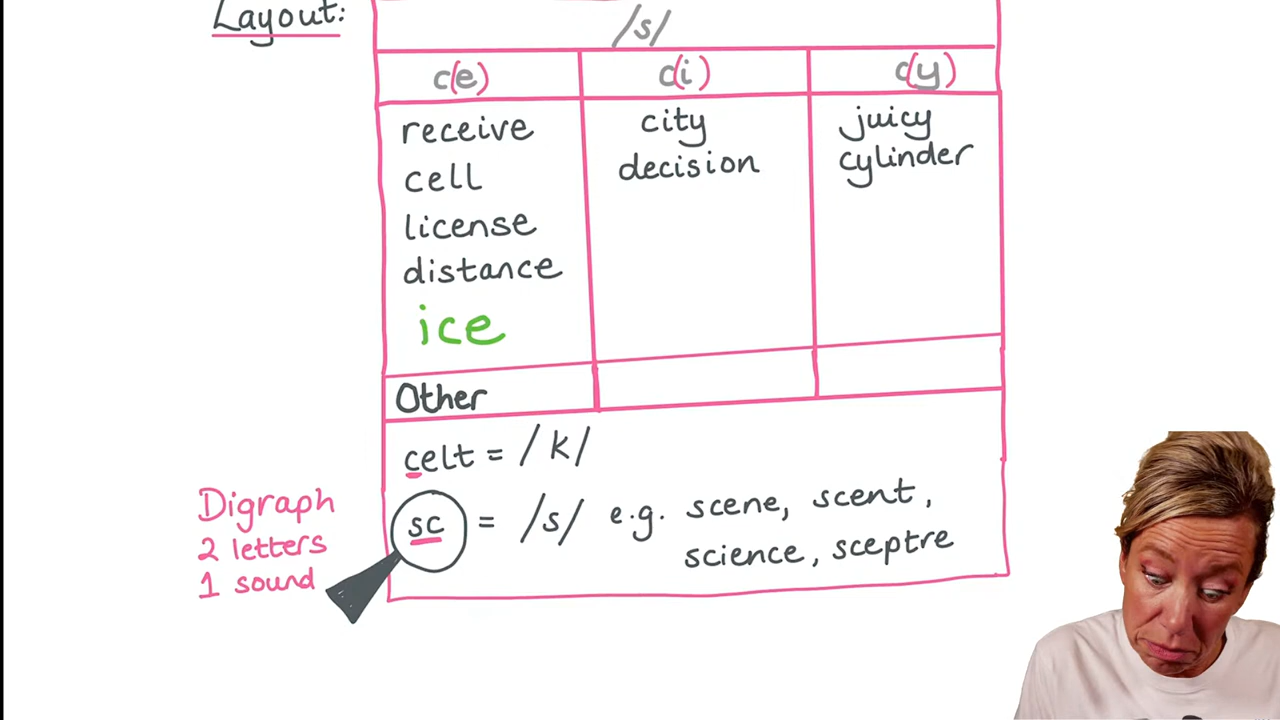 Layout:
/s/
c(e) c(i) c(y)
receive city juicy
cell decision cylinder
license
distance
ice
Other
celt = /k/
Digraph
2 letters
1 sound
sc = /s/ e.g. scene, scent,
science, sceptre